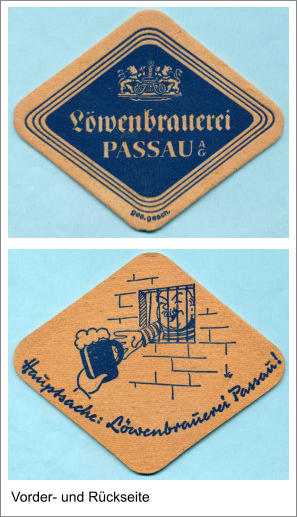 Löwenbrauerei
PASSAU AG
ges. gesch.
Hauptsache: Löwenbrauerei Passau!
Vorder- und Rückseite